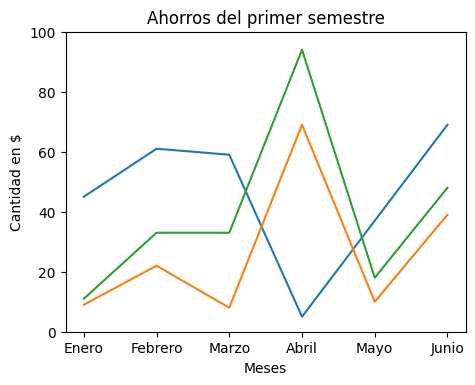 Ahorros del primer semestre
Cantidad en $
100
80
60
40
20
0
Enero Febrero Marzo Abril Mayo Junio
Meses